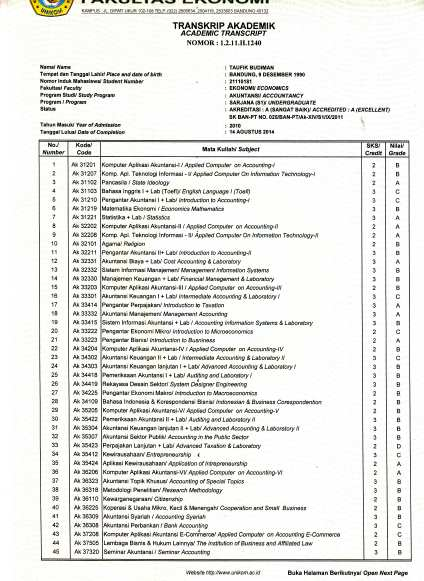 FAKULTAS EKONOMI
KAMPUS : JL. DIPATI UKUR BANDUNG 40132
TRANSKRIP AKADEMIK
ACADEMIC TRANSCRIPT
NOMOR : 1.2.11.II.1240
Nama/ Name : TAUFIK BUDIMAN
Tempat dan Tanggal Lahir/ Place and date of birth : BANDUNG, 9 DESEMBER 1990
Nomor Induk Mahasiswa/ Student Number : 21110181
Fakultas/ Faculty : EKONOMI/ ECONOMICS
Program Studi/ Study Program : AKUNTANSI/ ACCOUNTANCY
Program / Program : SARJANA (S1)/ UNDERGRADUATE
Status : AKREDITASI : A (SANGAT BAIK)/ ACCREDITED : A (EXCELLENT)
SK BAN-PT NO. 020/BAN-PT/Ak-XIV/S1/IX/2011
Tahun Masuk/ Year of Admission : 2010
Tanggal Lulus/ Date of Completion : 14 AGUSTUS 2014
No./ Number Kode/ Code Mata Kuliah/ Subject SKS/ Credit Nilai/ Grade
1 Ak 31201 Komputer Aplikasi Akuntansi-I / Applied Computer on Accounting-I 2 B
2 Ak 31207 Komp. Apl. Teknologi Informasi - I/ Applied Computer On Information Technology-I 2 B
3 Ak 31102 Pancasila / State Ideology 2 A
4 Ak 31103 Bahasa Inggris I + Lab (Toefl)/ English Language I (Toefl) 3 C
5 Ak 31210 Pengantar Akuntansi I + Lab/ Introduction to Accounting-I 3 C
6 Ak 31219 Matematika Ekonomi / Economics Mathematics 3 B
7 Ak 31221 Statistika + Lab / Statistics 3 A
8 Ak 32202 Komputer Aplikasi Akuntansi-II / Applied Computer on Accounting-II 2 A
9 Ak 32208 Komp. Apl. Teknologi Informasi - II/ Applied Computer On Information Technology-II 2 A
10 Ak 32101 Agama/ Religion 2 B
11 Ak 32211 Pengantar Akuntansi II+ Lab/ Introduction to Accounting-II 3 B
12 Ak 32331 Akuntansi Biaya + Lab/ Cost Accounting & Laboratory 3 A
13 Ak 32332 Sistem Informasi Manajemen/ Management Information Systems 3 B
14 Ak 32330 Manajemen Keuangan + Lab/ Financial Management & Laboratory 3 B
15 Ak 33203 Komputer Aplikasi Akuntansi-III / Applied Computer on Accounting-III 2 B
16 Ak 33301 Akuntansi Keuangan I + Lab / Intermediate Accounting & Laboratory I 3 C
17 Ak 33414 Pengantar Perpajakan/ Introduction to Taxation 3 A
18 Ak 33332 Akuntansi Manajemen/ Management Accounting 3 A
19 Ak 33415 Sistem Informasi Akuntansi + Lab / Accounting Information Systems & Laboratory 3 B
20 Ak 33222 Pengantar Ekonomi Mikro/ Introduction to Microeconomics 2 C
21 Ak 33223 Pengantar Bisnis/ Introduction to Business 2 A
22 Ak 34204 Komputer Aplikasi Akuntansi-IV / Applied Computer on Accounting-IV 2 B
23 Ak 34302 Akuntansi Keuangan II + Lab / Intermediate Accounting & Laboratory II 3 C
24 Ak 34303 Akuntansi Keuangan lanjutan I + Lab/ Advanced Accounting & Laboratory I 3 B
25 Ak 34418 Pemeriksaan Akuntansi I + Lab/ Auditing and Laboratory I 3 B
26 Ak 34419 Rekayasa Desain Sektor/ System Designer Engineering 3 B
27 Ak 34225 Pengantar Ekonomi Makro/ Introduction to Macroeconomics 2 B
28 Ak 34109 Bahasa Indonesia & Korespondensi Bisnis/ Indonesian & Business Corespondention 2 B
29 Ak 35205 Komputer Aplikasi Akuntansi-V / Applied Computer on Accounting-V 2 B
30 Ak 35422 Pemeriksaan Akuntansi II + Lab/ Auditing and Laboratory II 3 B
31 Ak 35304 Akuntansi Keuangan lanjutan II + Lab/ Advanced Accounting & Laboratory II 3 B
32 Ak 35307 Akuntansi Sektor Publik/ Accounting in the Public Sector 3 B
33 Ak 35423 Perpajakan Lanjutan + Lab/ Advanced Taxation & Laboratory 2 D
34 Ak 35412 Kewirausahaan/ Entrepreneurship 3 C
35 Ak 35424 Aplikasi Kewirausahaan/ Application of Intrapreneurship 2 A
36 Ak 36206 Komputer Aplikasi Akuntansi-VI/ Applied Computer on Accounting-VI 2 A
37 Ak 36323 Akuntansi Topik Khusus/ Accounting of Special Topics 3 B
38 Ak 36318 Metodologi Penelitian/ Research Methodology 3 B
39 Ak 36110 Kewarganegaraan/ Citizenship 2 B
40 Ak 36225 Koperasi & Usaha Mikro, Kecil & Menengah/ Cooperation and Small Business 2 B
41 Ak 36309 Akuntansi Syariah / Accounting Syariah 3 B
42 Ak 36308 Akuntansi Perbankan / Bank Accounting 3 C
43 Ak 37208 Komputer Aplikasi Akuntansi E-Commerce/ Applied Computer on Accounting E-Commerce 2 C
44 Ak 37505 Lembaga Bisnis & Hukum Lainnya/ The Institution of Business and Affiliated Law 2 B
45 Ak 37320 Seminar Akuntansi / Seminar Accounting 3 B
Website http://www.unikom.ac.id
Buka Halaman Berikutnya/ Open Next Page